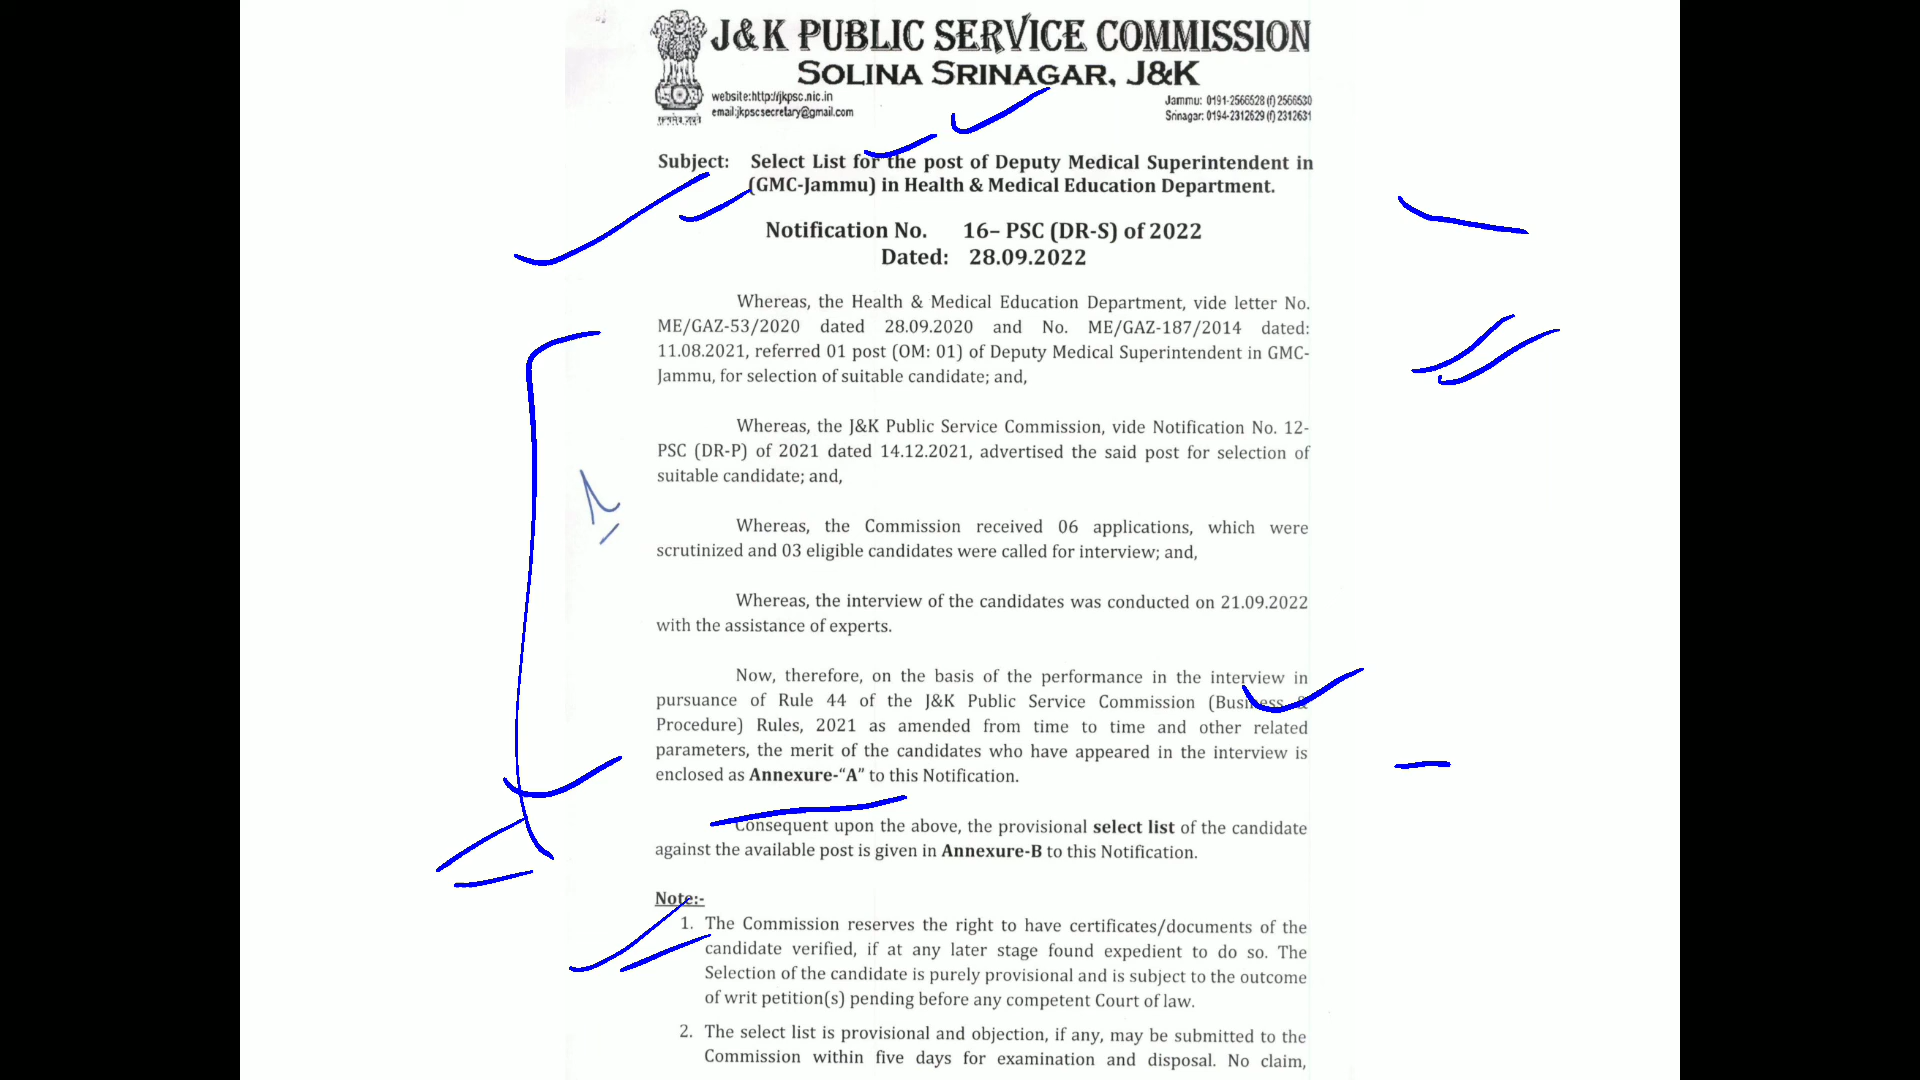 J&K PUBLIC SERVICE COMMISSION
SOLINA SRINAGAR, J&K
website:http://jkpsc.nic.in
email:jkpscsecretary@gmail.com
Jammu: 0191-2566528 (f) 2566530
Srinagar: 0194-2312629 (f) 2312631
सत्यमेव जयते
Subject: Select List for the post of Deputy Medical Superintendent in
(GMC-Jammu) in Health & Medical Education Department.
Notification No. 16– PSC (DR-S) of 2022
Dated: 28.09.2022
Whereas, the Health & Medical Education Department, vide letter No.
ME/GAZ-53/2020 dated 28.09.2020 and No. ME/GAZ-187/2014 dated:
11.08.2021, referred 01 post (OM: 01) of Deputy Medical Superintendent in GMC-
Jammu, for selection of suitable candidate; and,
Whereas, the J&K Public Service Commission, vide Notification No. 12-
PSC (DR-P) of 2021 dated 14.12.2021, advertised the said post for selection of
suitable candidate; and,
Whereas, the Commission received 06 applications, which were
scrutinized and 03 eligible candidates were called for interview; and,
Whereas, the interview of the candidates was conducted on 21.09.2022
with the assistance of experts.
Now, therefore, on the basis of the performance in the interview in
pursuance of Rule 44 of the J&K Public Service Commission (Business &
Procedure) Rules, 2021 as amended from time to time and other related
parameters, the merit of the candidates who have appeared in the interview is
enclosed as Annexure-“A” to this Notification.
Consequent upon the above, the provisional select list of the candidate
against the available post is given in Annexure-B to this Notification.
Note:-
1. The Commission reserves the right to have certificates/documents of the
candidate verified, if at any later stage found expedient to do so. The
Selection of the candidate is purely provisional and is subject to the outcome
of writ petition(s) pending before any competent Court of law.
2. The select list is provisional and objection, if any, may be submitted to the
Commission within five days for examination and disposal. No claim,